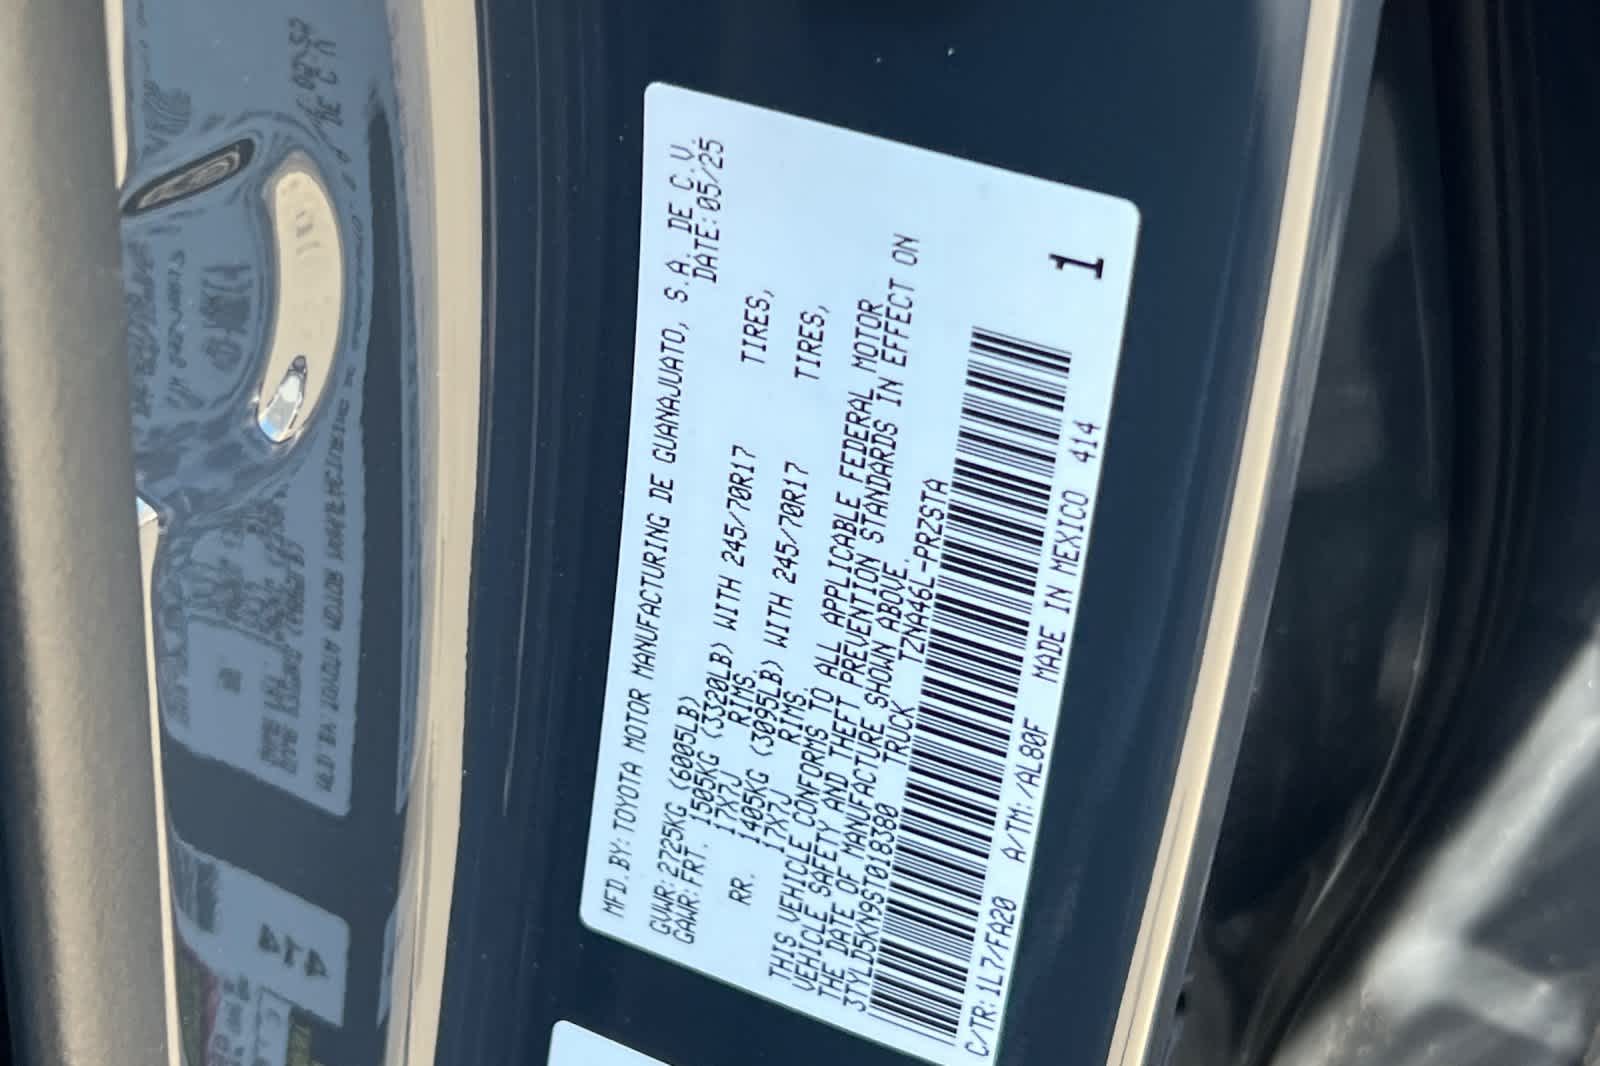 MFD.BY:TOYOTA MOTOR MANUFACTURING DE GUANAJUATO, S.A. DE C.V.
DATE:05/25
GVWR:2725KG (6005LB)
GAWR:FRT. 1505KG (3320LB) WITH 245/70R17 TIRES,
17X7J RIMS.
RR. 1405KG (3095LB) WITH 245/70R17 TIRES,
17X7J RIMS.
THIS VEHICLE CONFORMS TO ALL APPLICABLE FEDERAL MOTOR
VEHICLE SAFETY AND THEFT PREVENTION STANDARDS IN EFFECT ON
THE DATE OF MANUFACTURE SHOWN ABOVE.
3TYLD5KN9ST018380 TRUCK TZNA46L-PRZSTA
C/TR:1L7/FA20 A/TM:/AL80F MADE IN MEXICO 414
1